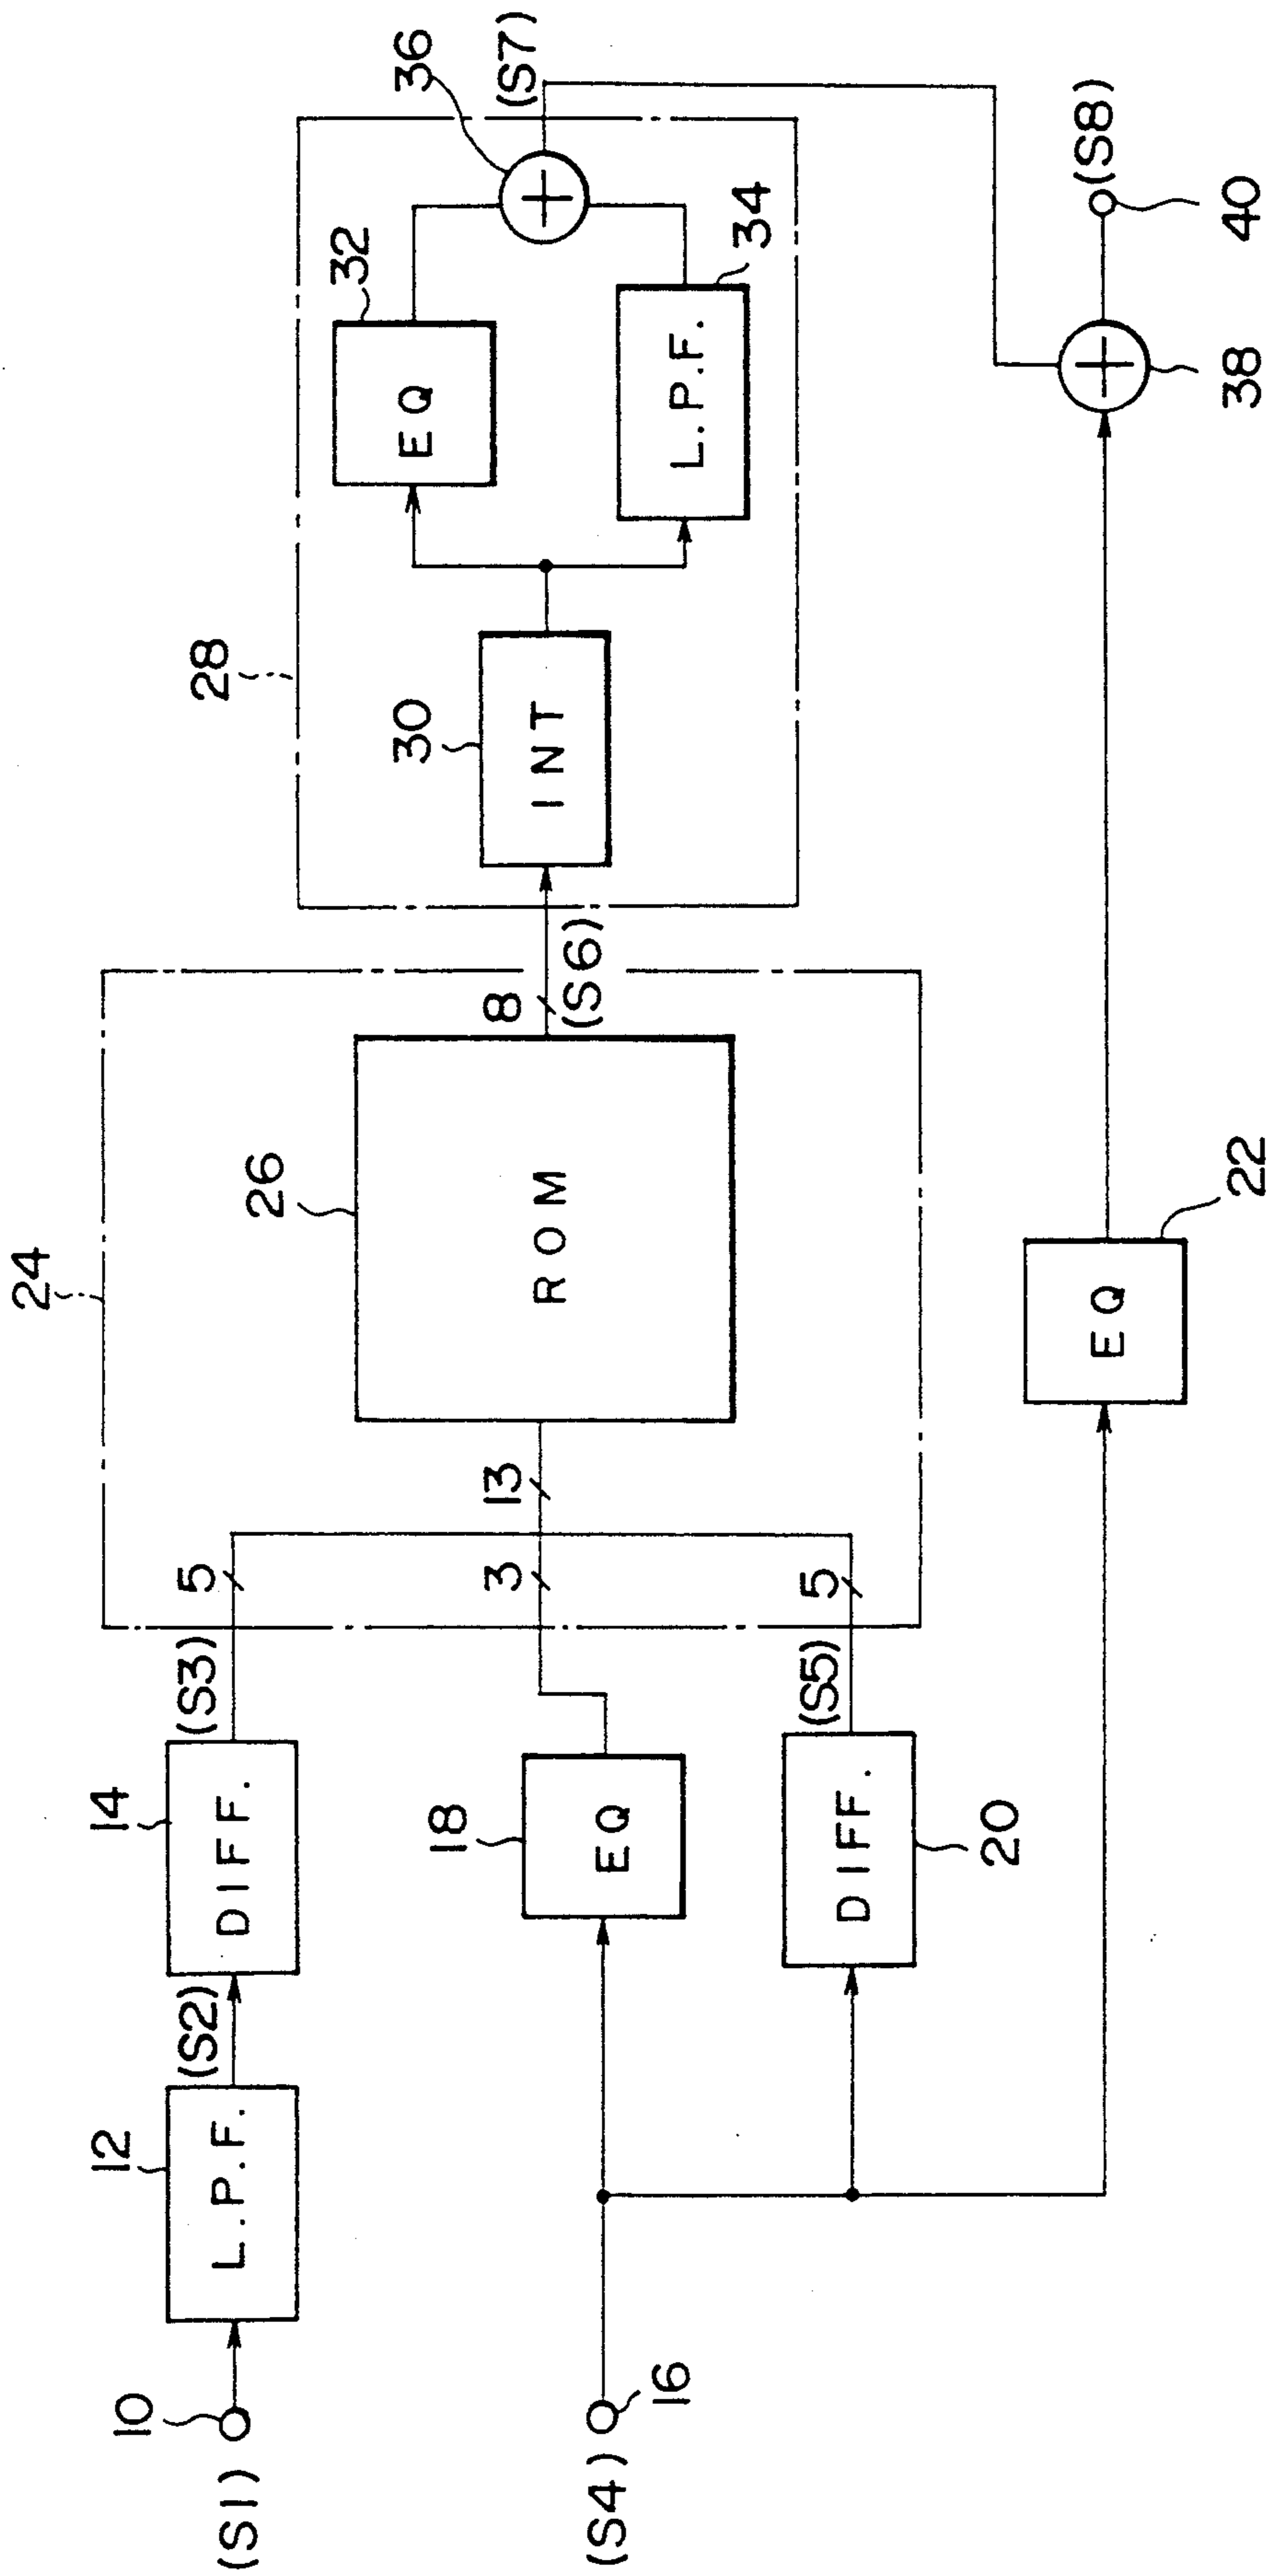 10
(S1)
12
L.P.F.
(S2)
14
DIFF.
(S3)
5
(S4)
16
18
EQ
3
20
DIFF.
(S5)
5
13
24
26
ROM
8
(S6)
28
30
INT
32
EQ
34
L.P.F.
36
(S7)
22
EQ
38
40
(S8)